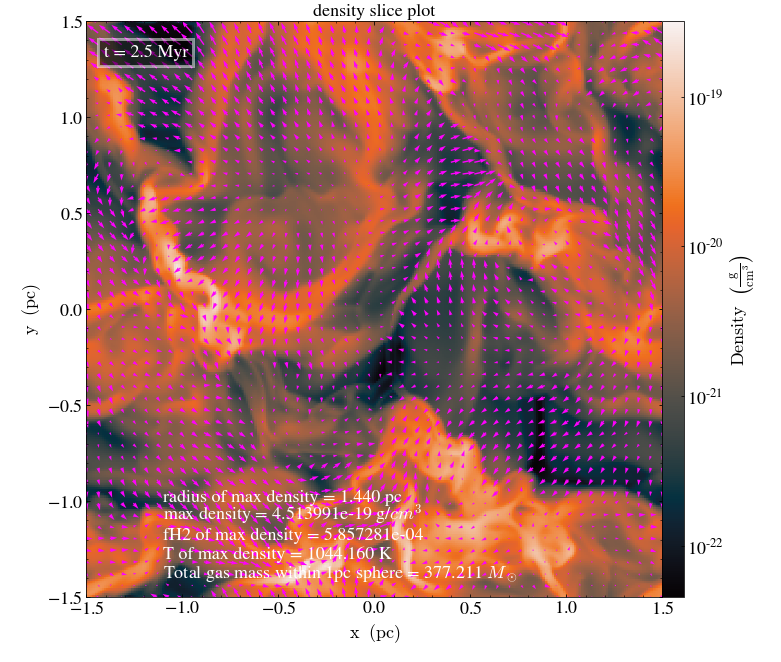 density slice plot
t = 2.5 Myr
1.5
1.0
0.5
0.0
−0.5
−1.0
−1.5
y (pc)
radius of max density = 1.440 pc
max density = 4.513991e-19 g/cm³
fH2 of max density = 5.857281e-04
T of max density = 1044.160 K
Total gas mass within 1pc sphere = 377.211 M⊙
−1.5 −1.0 −0.5 0.0 0.5 1.0 1.5
x (pc)
10⁻¹⁹
10⁻²⁰
10⁻²¹
10⁻²²
Density (g/cm³)